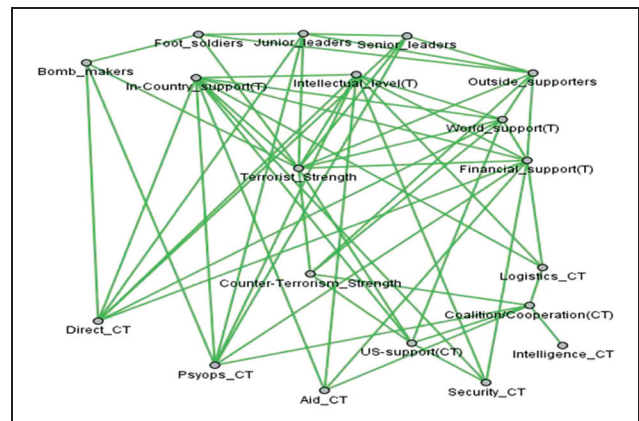 Foot_soldiers
Junior_leaders
Senior_leaders
Bomb_makers
In-Country_support(T)
Intellectual_level(T)
Outside_supporters
World_support(T)
Terrorist_Strength
Financial_support(T)
Counter-Terrorism_Strength
Logistics_CT
Direct_CT
Coalition/Cooperation(CT)
US-support(CT)
Intelligence_CT
Psyops_CT
Aid_CT
Security_CT